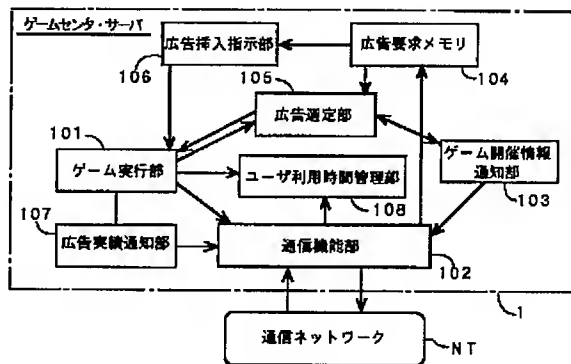 ゲームセンタ・サーバ
広告挿入指示部
106
広告要求メモリ
104
105
広告選定部
101
ゲーム実行部
ゲーム開催情報
通知部
103
ユーザ利用時間管理部
108
107
広告実績通知部
通信機能部
102
1
通信ネットワーク
NT